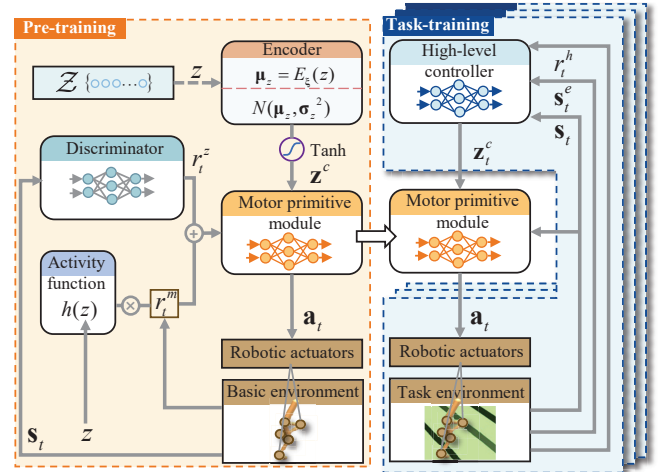 Pre-training
Encoder
𝒵 {○○○…○}
z
μ_z = E_ξ(z)
N(μ_z, σ_z²)
Tanh
z^c
Discriminator
r_t^z
Motor primitive
module
Activity
function
h(z)
r_t^m
a_t
Robotic actuators
Basic environment
s_t
z
Task-training
High-level
controller
r_t^h
s_t^e
s_t
z_t^c
Motor primitive
module
a_t
Robotic actuators
Task environment